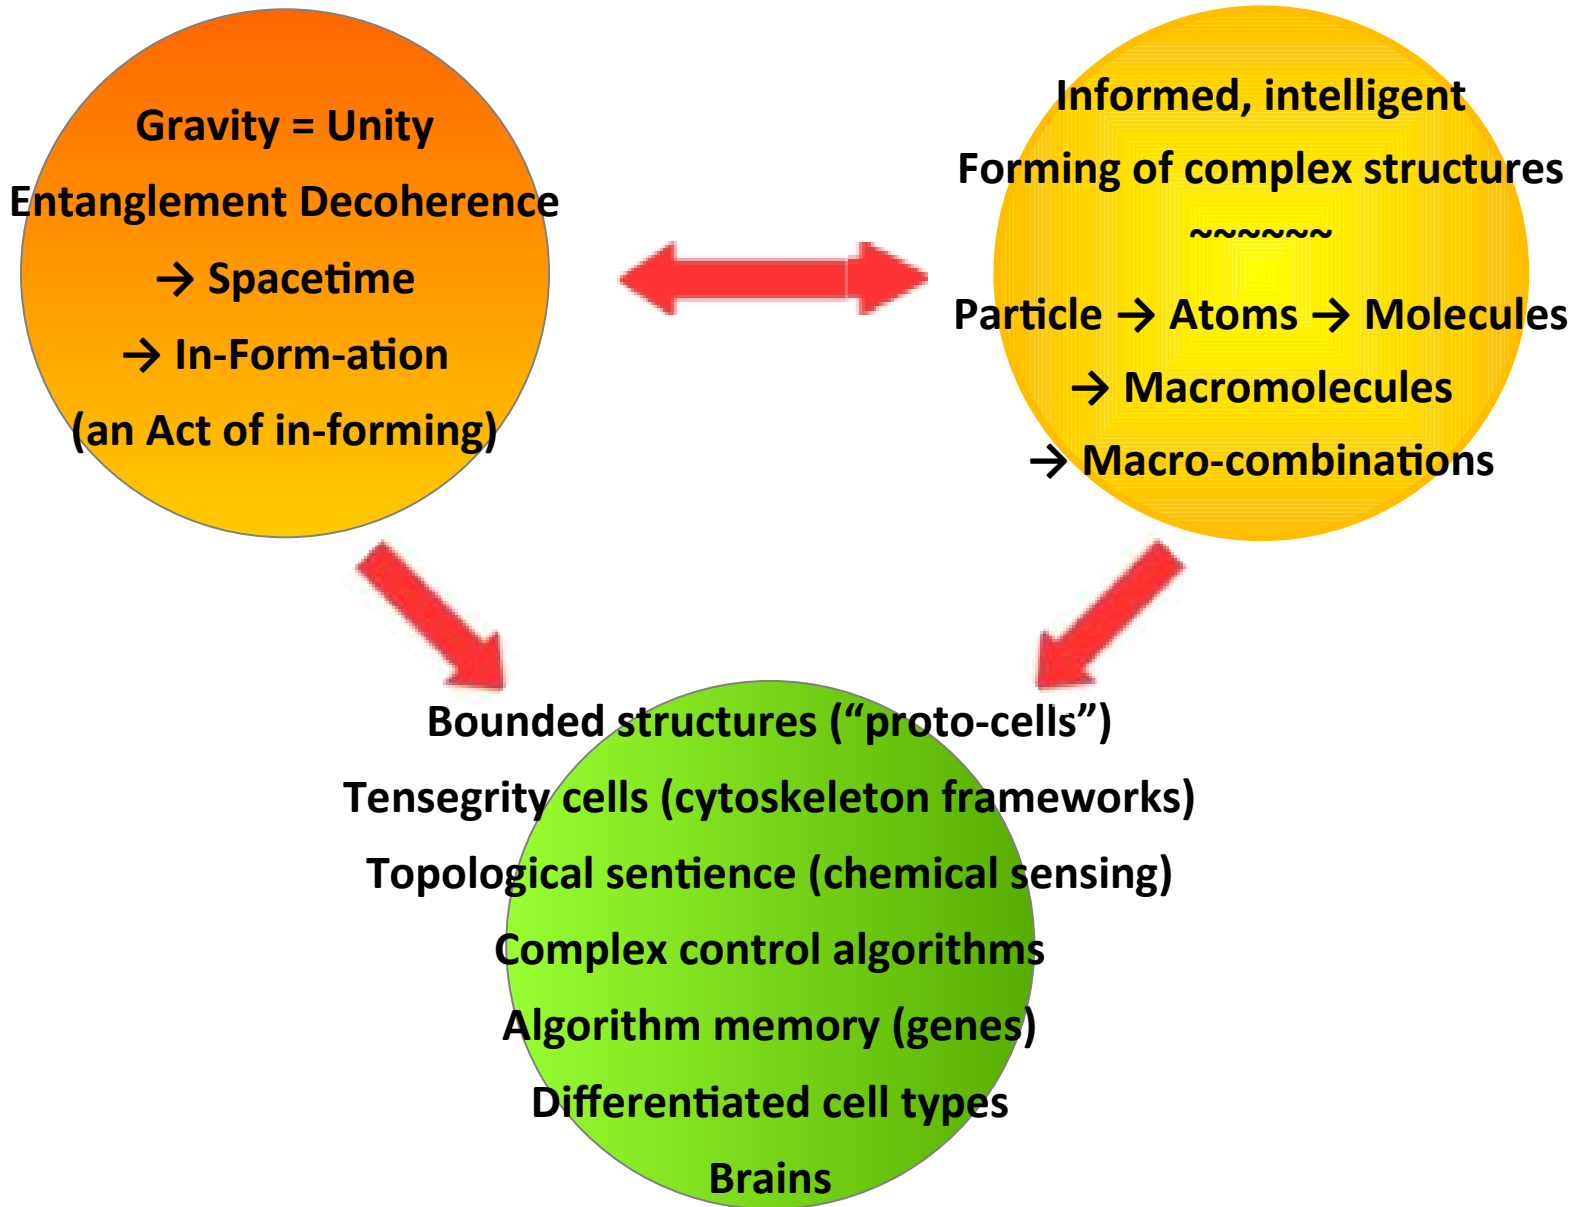 Gravity = Unity
Entanglement Decoherence
→ Spacetime
→ In-Form-ation
(an Act of in-forming)
Informed, intelligent
Forming of complex structures
~~~~~~
Particle → Atoms → Molecules
→ Macromolecules
→ Macro-combinations
Bounded structures (“proto-cells”)
Tensegrity cells (cytoskeleton frameworks)
Topological sentience (chemical sensing)
Complex control algorithms
Algorithm memory (genes)
Differentiated cell types
Brains